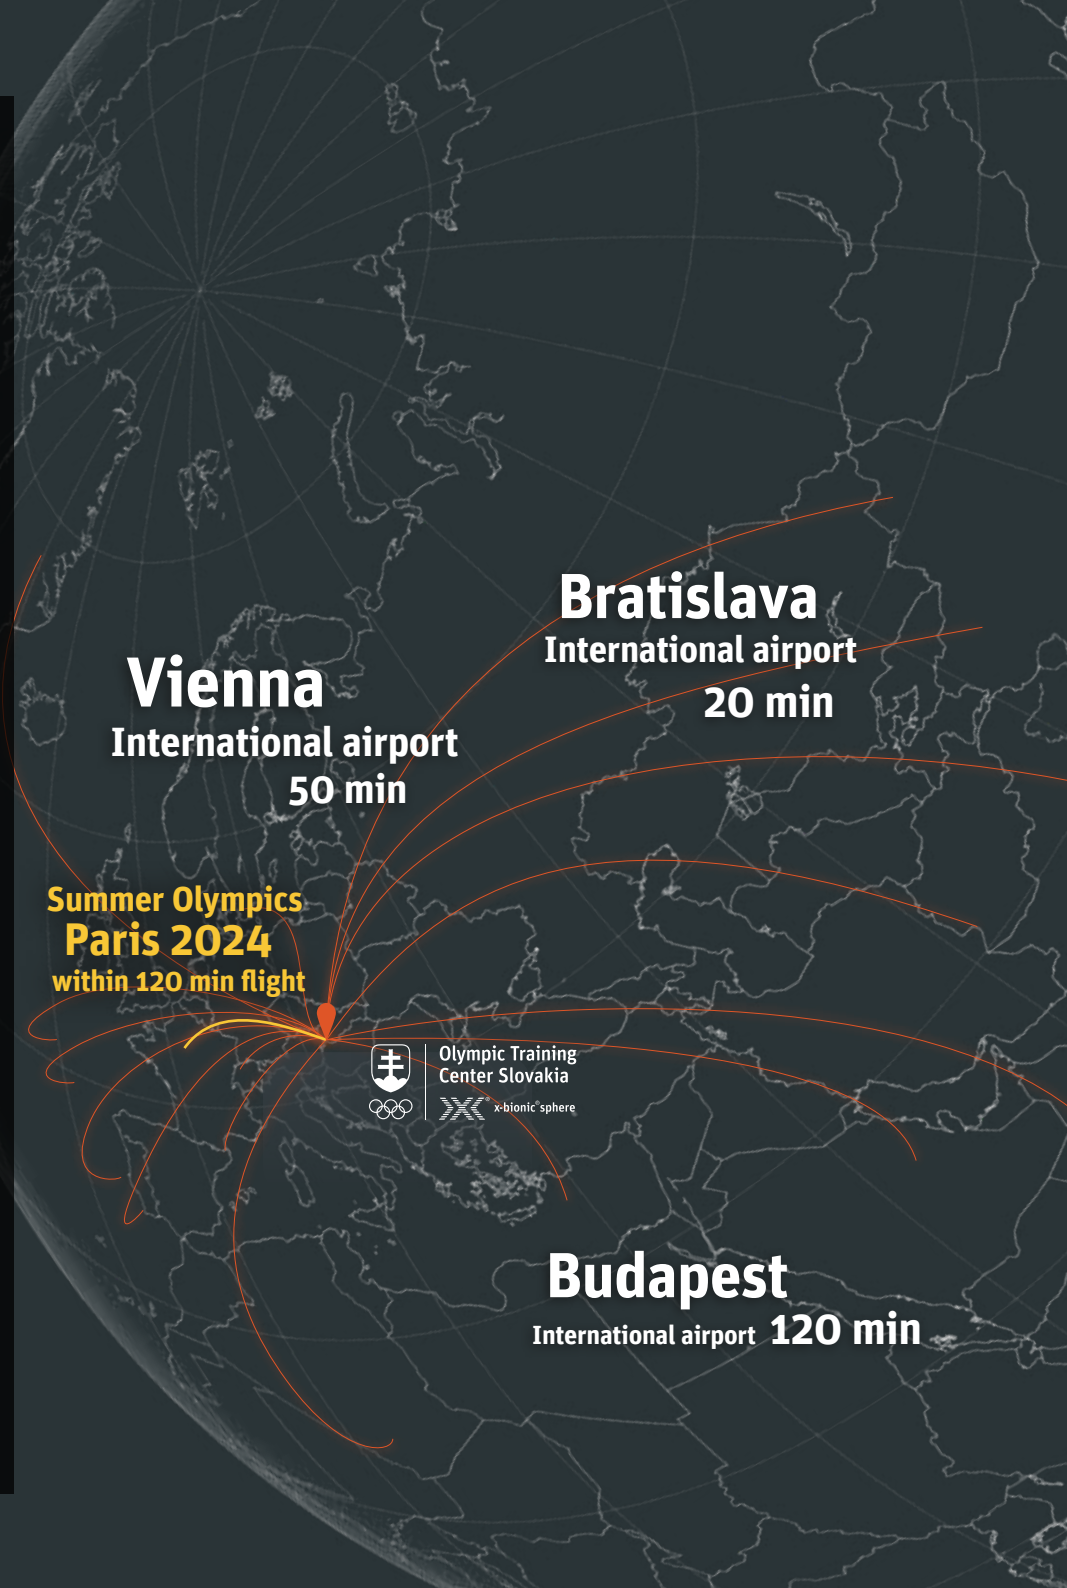 Bratislava
International airport
20 min
Vienna
International airport
50 min
Summer Olympics
Paris 2024
within 120 min flight
Olympic Training
Center Slovakia
x-bionic® sphere
Budapest
International airport 120 min